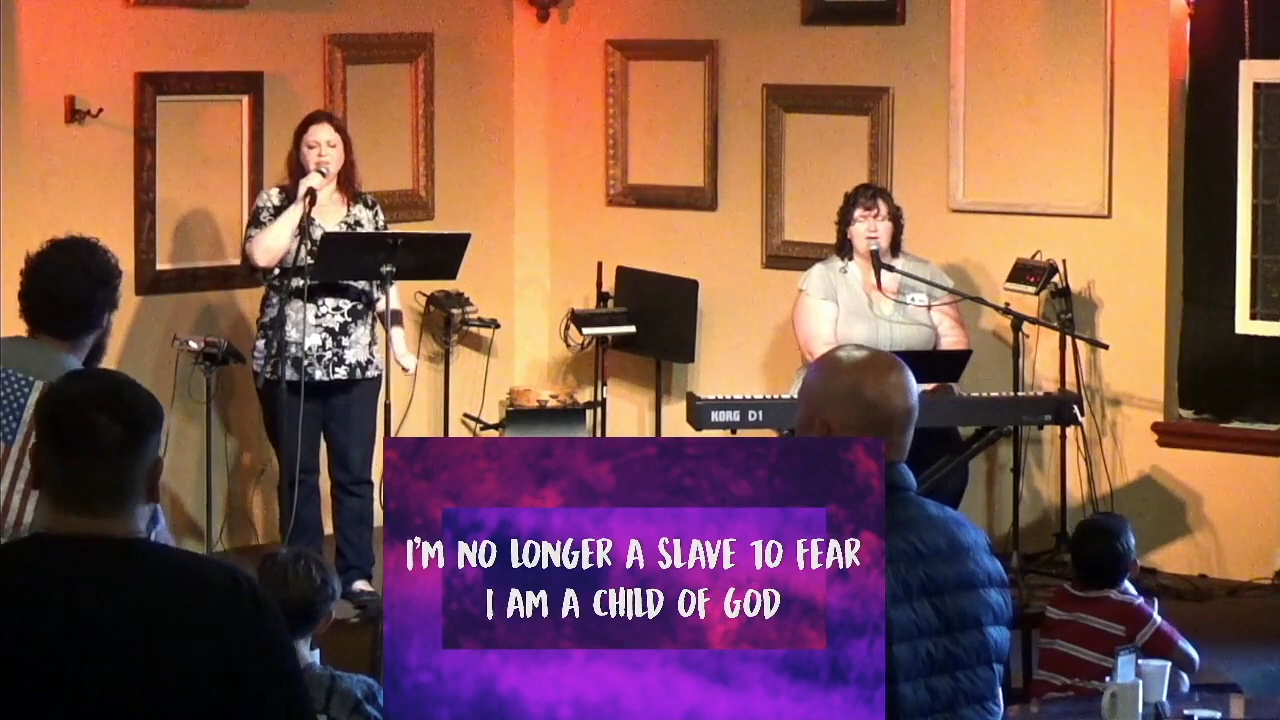 KORG D1
I'M NO LONGER A SLAVE TO FEAR
I AM A CHILD OF GOD